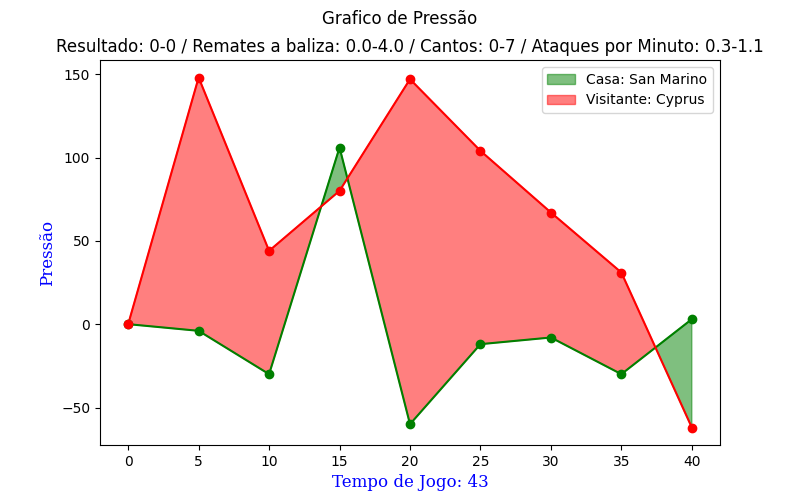 Grafico de Pressão
Resultado: 0-0 / Remates a baliza: 0.0-4.0 / Cantos: 0-7 / Ataques por Minuto: 0.3-1.1
Casa: San Marino
Visitante: Cyprus
Pressão
150
100
50
0
−50
0 5 10 15 20 25 30 35 40
Tempo de Jogo: 43